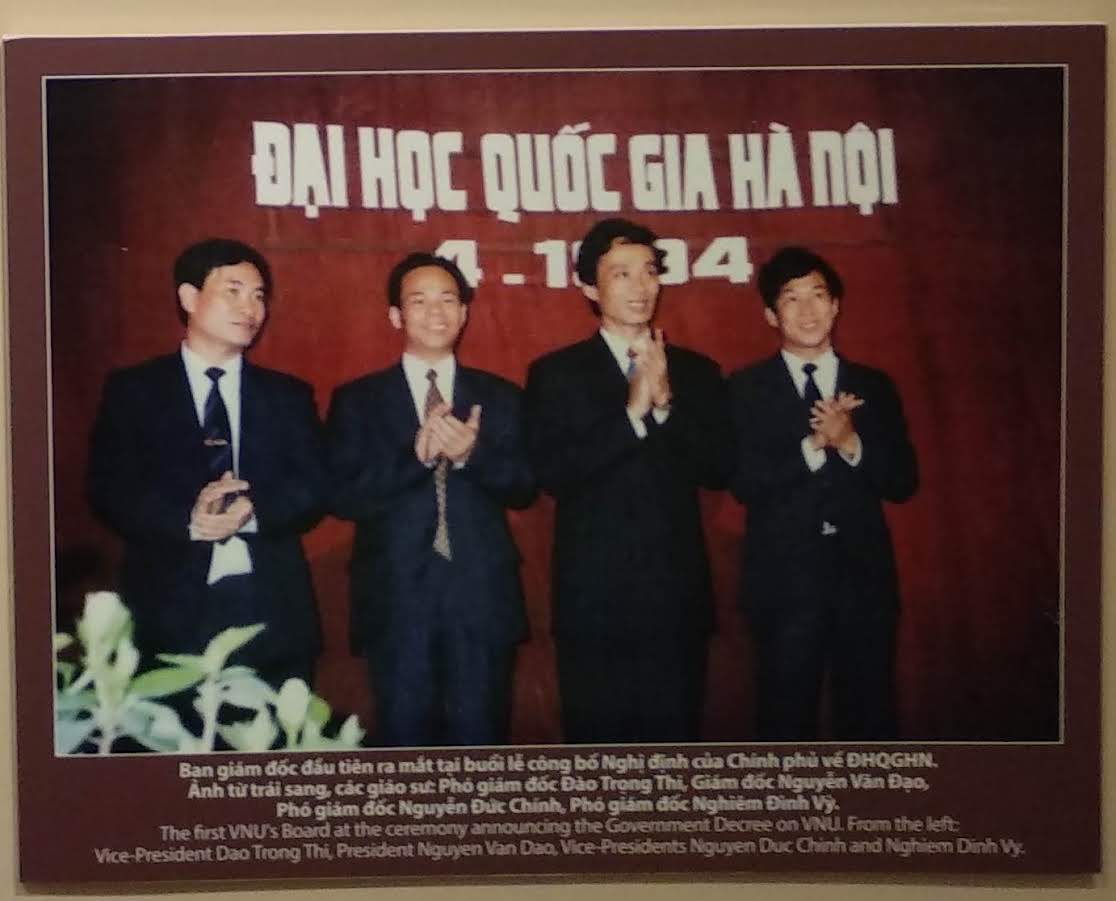 ĐẠI HỌC QUỐC GIA HÀ NỘI
4 - 1994
Ban giám đốc đầu tiên ra mắt tại buổi lễ công bố Nghị định của Chính phủ về ĐHQGHN.
Ảnh từ trái sang, các giáo sư: Phó giám đốc Đào Trọng Thi, Giám đốc Nguyễn Văn Đạo,
Phó giám đốc Nguyễn Đức Chính, Phó giám đốc Nghiêm Đình Vỳ.
The first VNU's Board at the ceremony announcing the Government Decree on VNU. From the left:
Vice-President Dao Trong Thi, President Nguyen Van Dao, Vice-Presidents Nguyen Duc Chinh and Nghiem Dinh Vy.